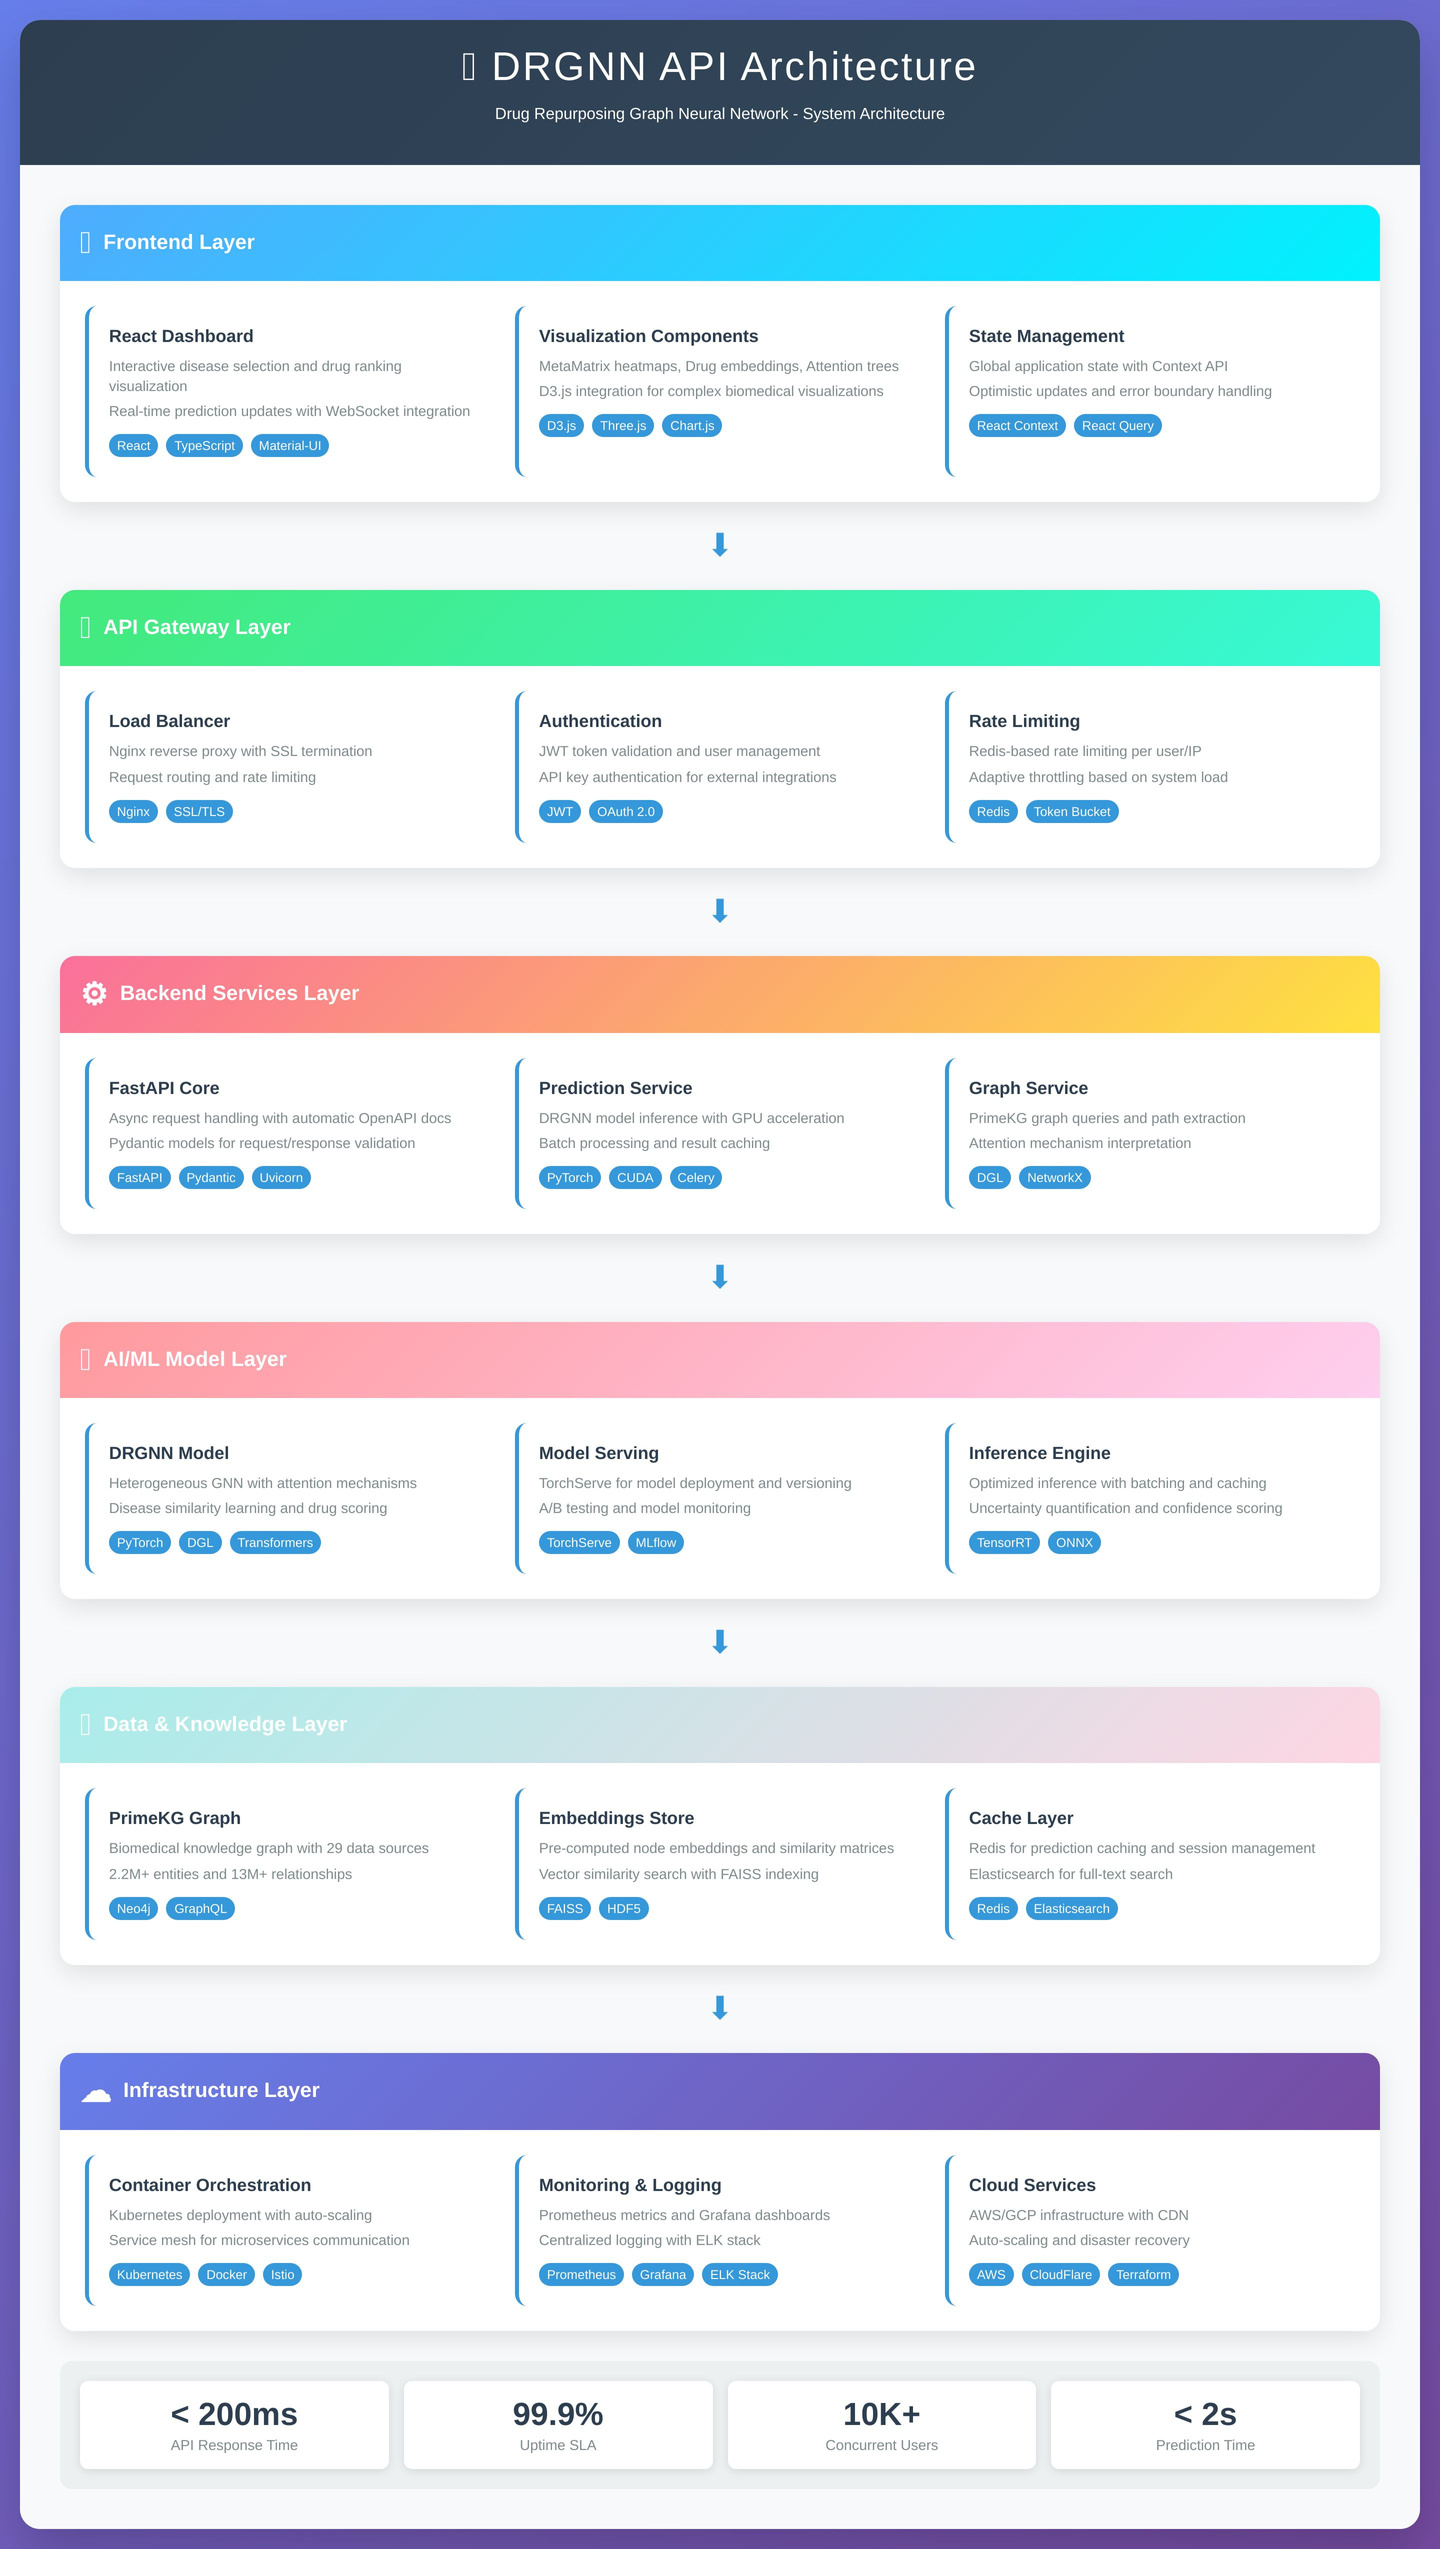 DRGNN API Architecture
Drug Repurposing Graph Neural Network - System Architecture
Frontend Layer
React Dashboard
Interactive disease selection and drug ranking
visualization
Real-time prediction updates with WebSocket integration
React TypeScript Material-UI
Visualization Components
MetaMatrix heatmaps, Drug embeddings, Attention trees
D3.js integration for complex biomedical visualizations
D3.js Three.js Chart.js
State Management
Global application state with Context API
Optimistic updates and error boundary handling
React Context React Query
API Gateway Layer
Load Balancer
Nginx reverse proxy with SSL termination
Request routing and rate limiting
Nginx SSL/TLS
Authentication
JWT token validation and user management
API key authentication for external integrations
JWT OAuth 2.0
Rate Limiting
Redis-based rate limiting per user/IP
Adaptive throttling based on system load
Redis Token Bucket
Backend Services Layer
FastAPI Core
Async request handling with automatic OpenAPI docs
Pydantic models for request/response validation
FastAPI Pydantic Uvicorn
Prediction Service
DRGNN model inference with GPU acceleration
Batch processing and result caching
PyTorch CUDA Celery
Graph Service
PrimeKG graph queries and path extraction
Attention mechanism interpretation
DGL NetworkX
AI/ML Model Layer
DRGNN Model
Heterogeneous GNN with attention mechanisms
Disease similarity learning and drug scoring
PyTorch DGL Transformers
Model Serving
TorchServe for model deployment and versioning
A/B testing and model monitoring
TorchServe MLflow
Inference Engine
Optimized inference with batching and caching
Uncertainty quantification and confidence scoring
TensorRT ONNX
Data & Knowledge Layer
PrimeKG Graph
Biomedical knowledge graph with 29 data sources
2.2M+ entities and 13M+ relationships
Neo4j GraphQL
Embeddings Store
Pre-computed node embeddings and similarity matrices
Vector similarity search with FAISS indexing
FAISS HDF5
Cache Layer
Redis for prediction caching and session management
Elasticsearch for full-text search
Redis Elasticsearch
Infrastructure Layer
Container Orchestration
Kubernetes deployment with auto-scaling
Service mesh for microservices communication
Kubernetes Docker Istio
Monitoring & Logging
Prometheus metrics and Grafana dashboards
Centralized logging with ELK stack
Prometheus Grafana ELK Stack
Cloud Services
AWS/GCP infrastructure with CDN
Auto-scaling and disaster recovery
AWS CloudFlare Terraform
< 200ms
API Response Time
99.9%
Uptime SLA
10K+
Concurrent Users
< 2s
Prediction Time